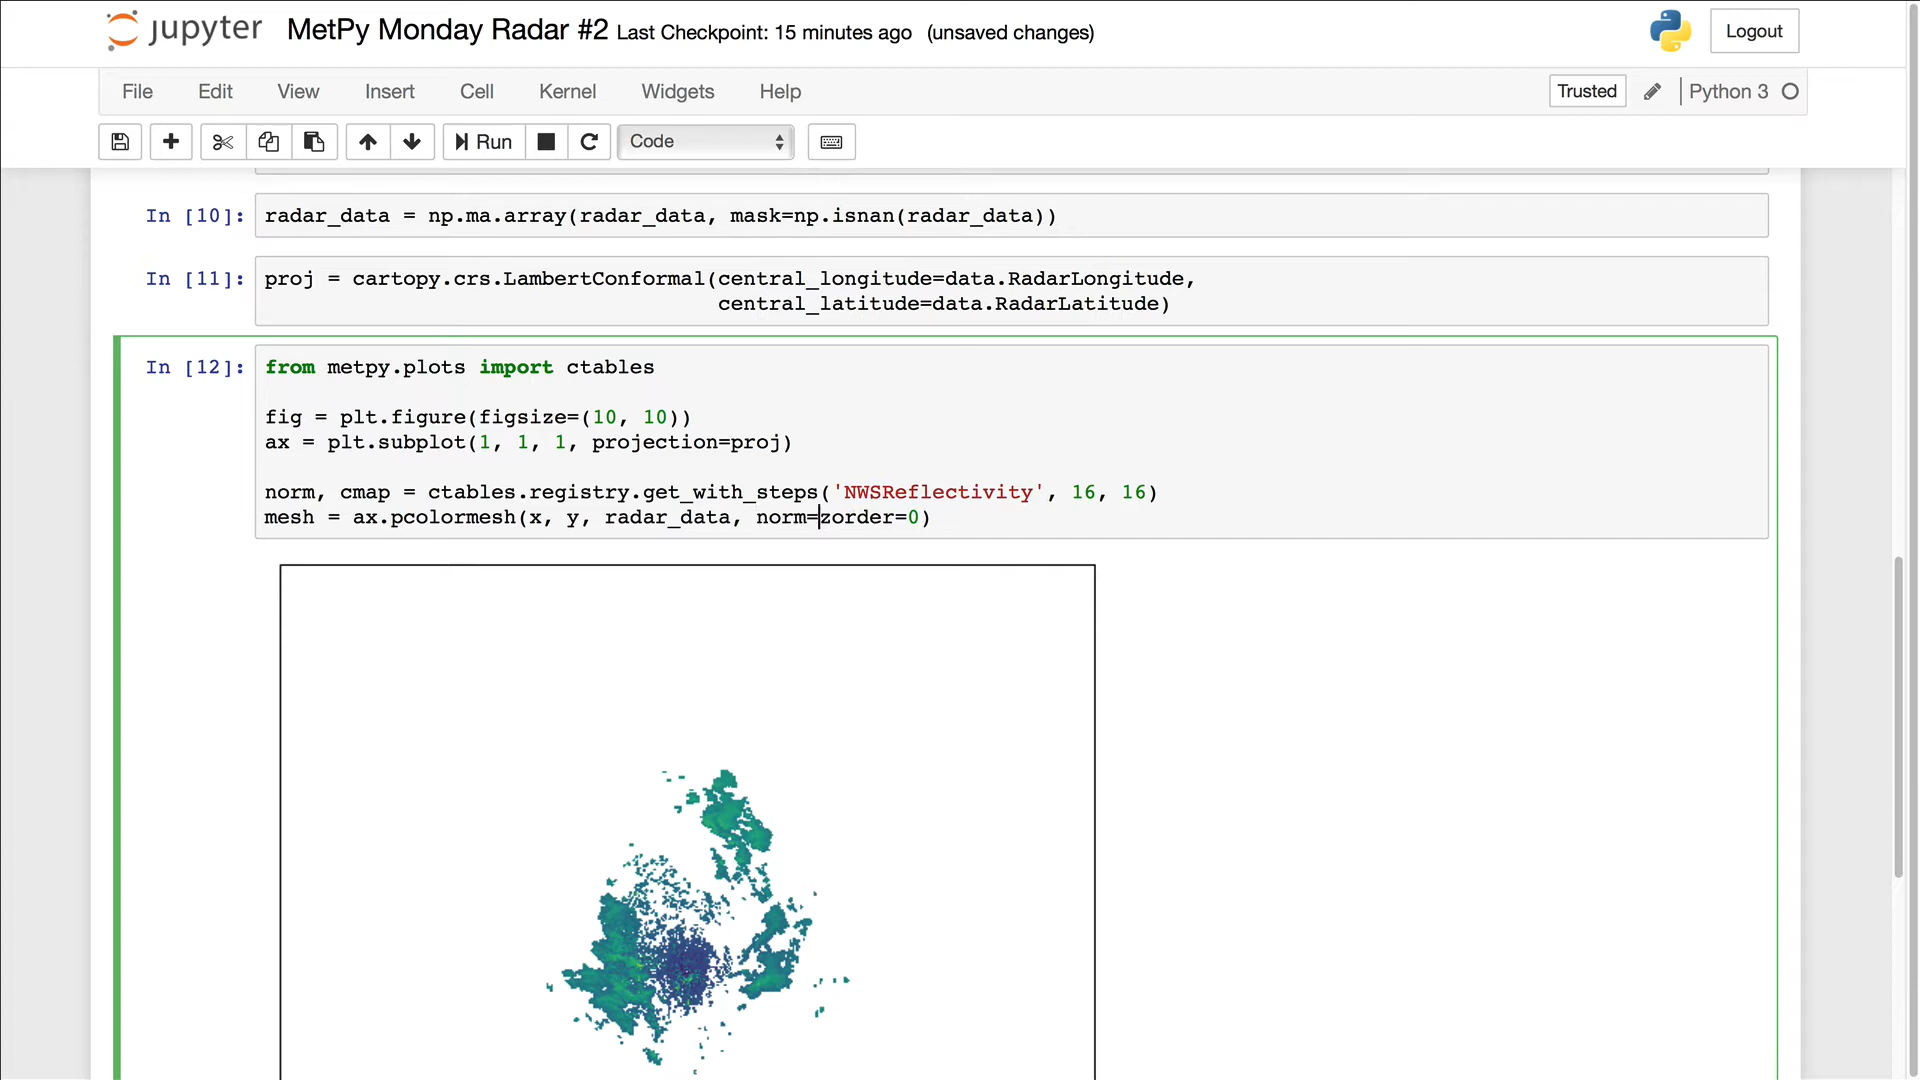 jupyter MetPy Monday Radar #2 Last Checkpoint: 15 minutes ago (unsaved changes)
Logout
File Edit View Insert Cell Kernel Widgets Help
Trusted Python 3
Run Code
In [10]: radar_data = np.ma.array(radar_data, mask=np.isnan(radar_data))
In [11]: proj = cartopy.crs.LambertConformal(central_longitude=data.RadarLongitude,
central_latitude=data.RadarLatitude)
In [12]: from metpy.plots import ctables
fig = plt.figure(figsize=(10, 10))
ax = plt.subplot(1, 1, 1, projection=proj)
norm, cmap = ctables.registry.get_with_steps('NWSReflectivity', 16, 16)
mesh = ax.pcolormesh(x, y, radar_data, norm=zorder=0)